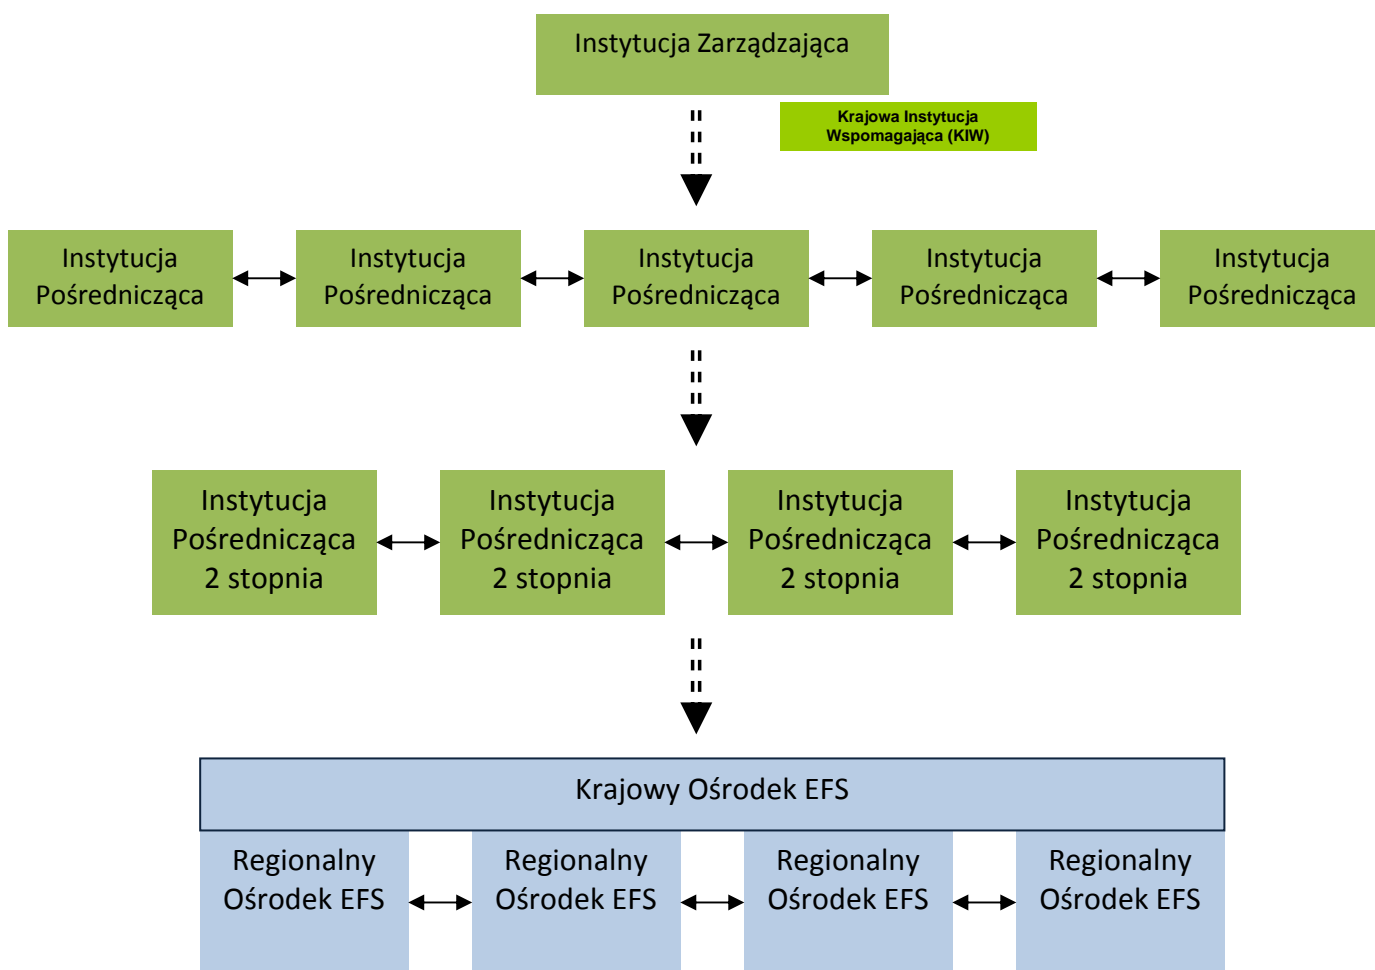 Instytucja Zarządzająca
Krajowa Instytucja
Wspomagająca (KIW)
Instytucja
Pośrednicząca
Instytucja
Pośrednicząca
Instytucja
Pośrednicząca
Instytucja
Pośrednicząca
Instytucja
Pośrednicząca
Instytucja
Pośrednicząca
2 stopnia
Instytucja
Pośrednicząca
2 stopnia
Instytucja
Pośrednicząca
2 stopnia
Instytucja
Pośrednicząca
2 stopnia
Krajowy Ośrodek EFS
Regionalny
Ośrodek EFS
Regionalny
Ośrodek EFS
Regionalny
Ośrodek EFS
Regionalny
Ośrodek EFS